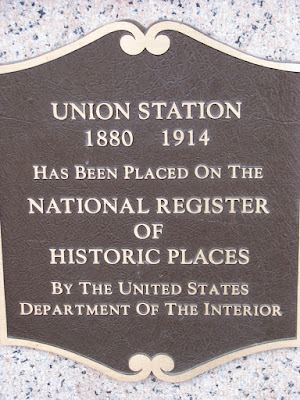 UNION STATION
1880 1914
HAS BEEN PLACED ON THE
NATIONAL REGISTER
OF
HISTORIC PLACES
BY THE UNITED STATES
DEPARTMENT OF THE INTERIOR